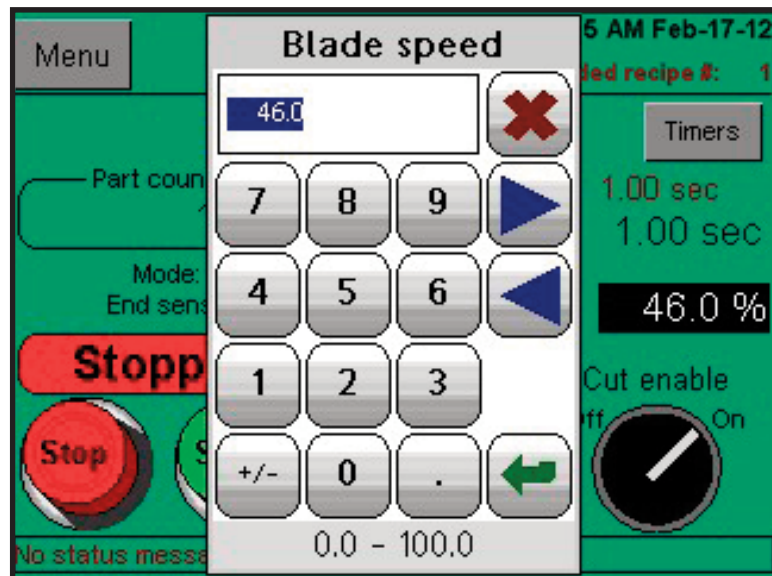 Menu
Blade speed
5 AM Feb-17-12
ded recipe #: 1
46.0
Timers
Part coun
7 8 9
1.00 sec
1.00 sec
Mode:
End sens
4 5 6
46.0 %
Stopp
1 2 3
Cut enable
ff On
Stop
S
+/- 0 .
0.0 - 100.0
No status messa